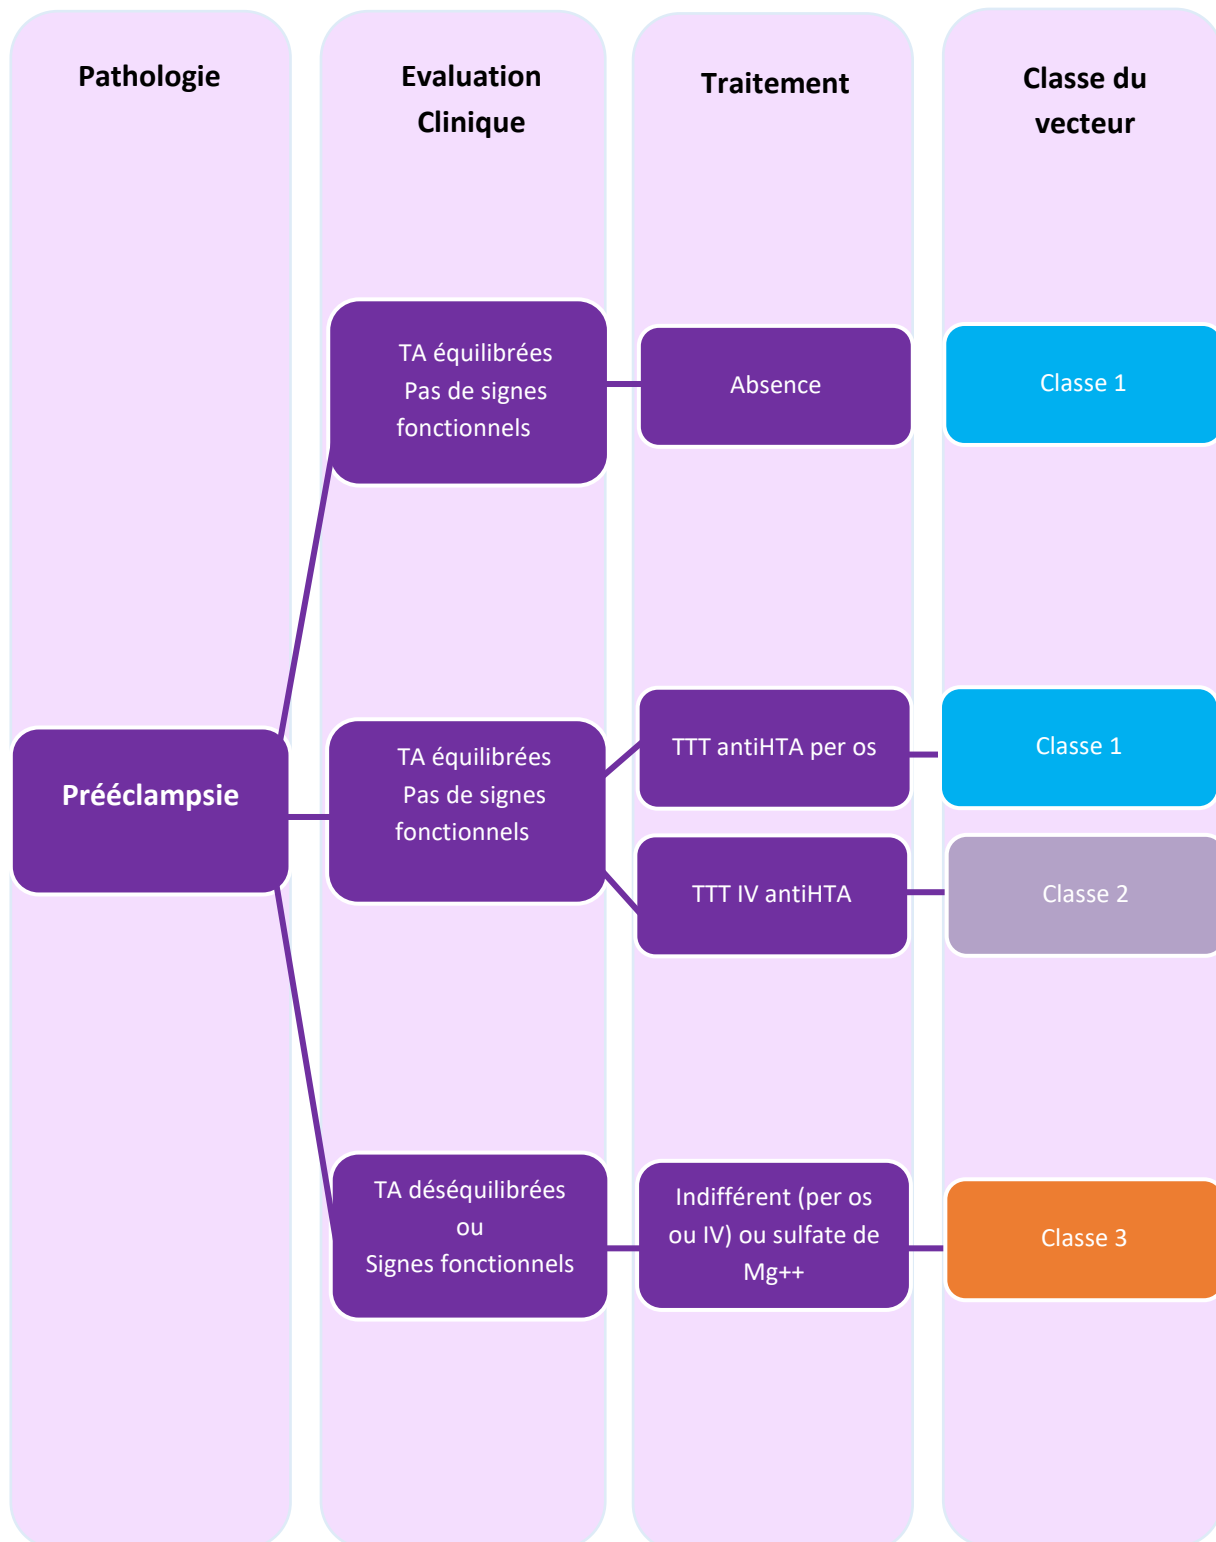 Pathologie
Evaluation
Clinique
Traitement
Classe du
vecteur
TA équilibrées
Pas de signes
fonctionnels
Absence
Classe 1
Prééclampsie
TA équilibrées
Pas de signes
fonctionnels
TTT antiHTA per os
Classe 1
TTT IV antiHTA
Classe 2
TA déséquilibrées
ou
Signes fonctionnels
Indifférent (per os
ou IV) ou sulfate de
Mg++
Classe 3